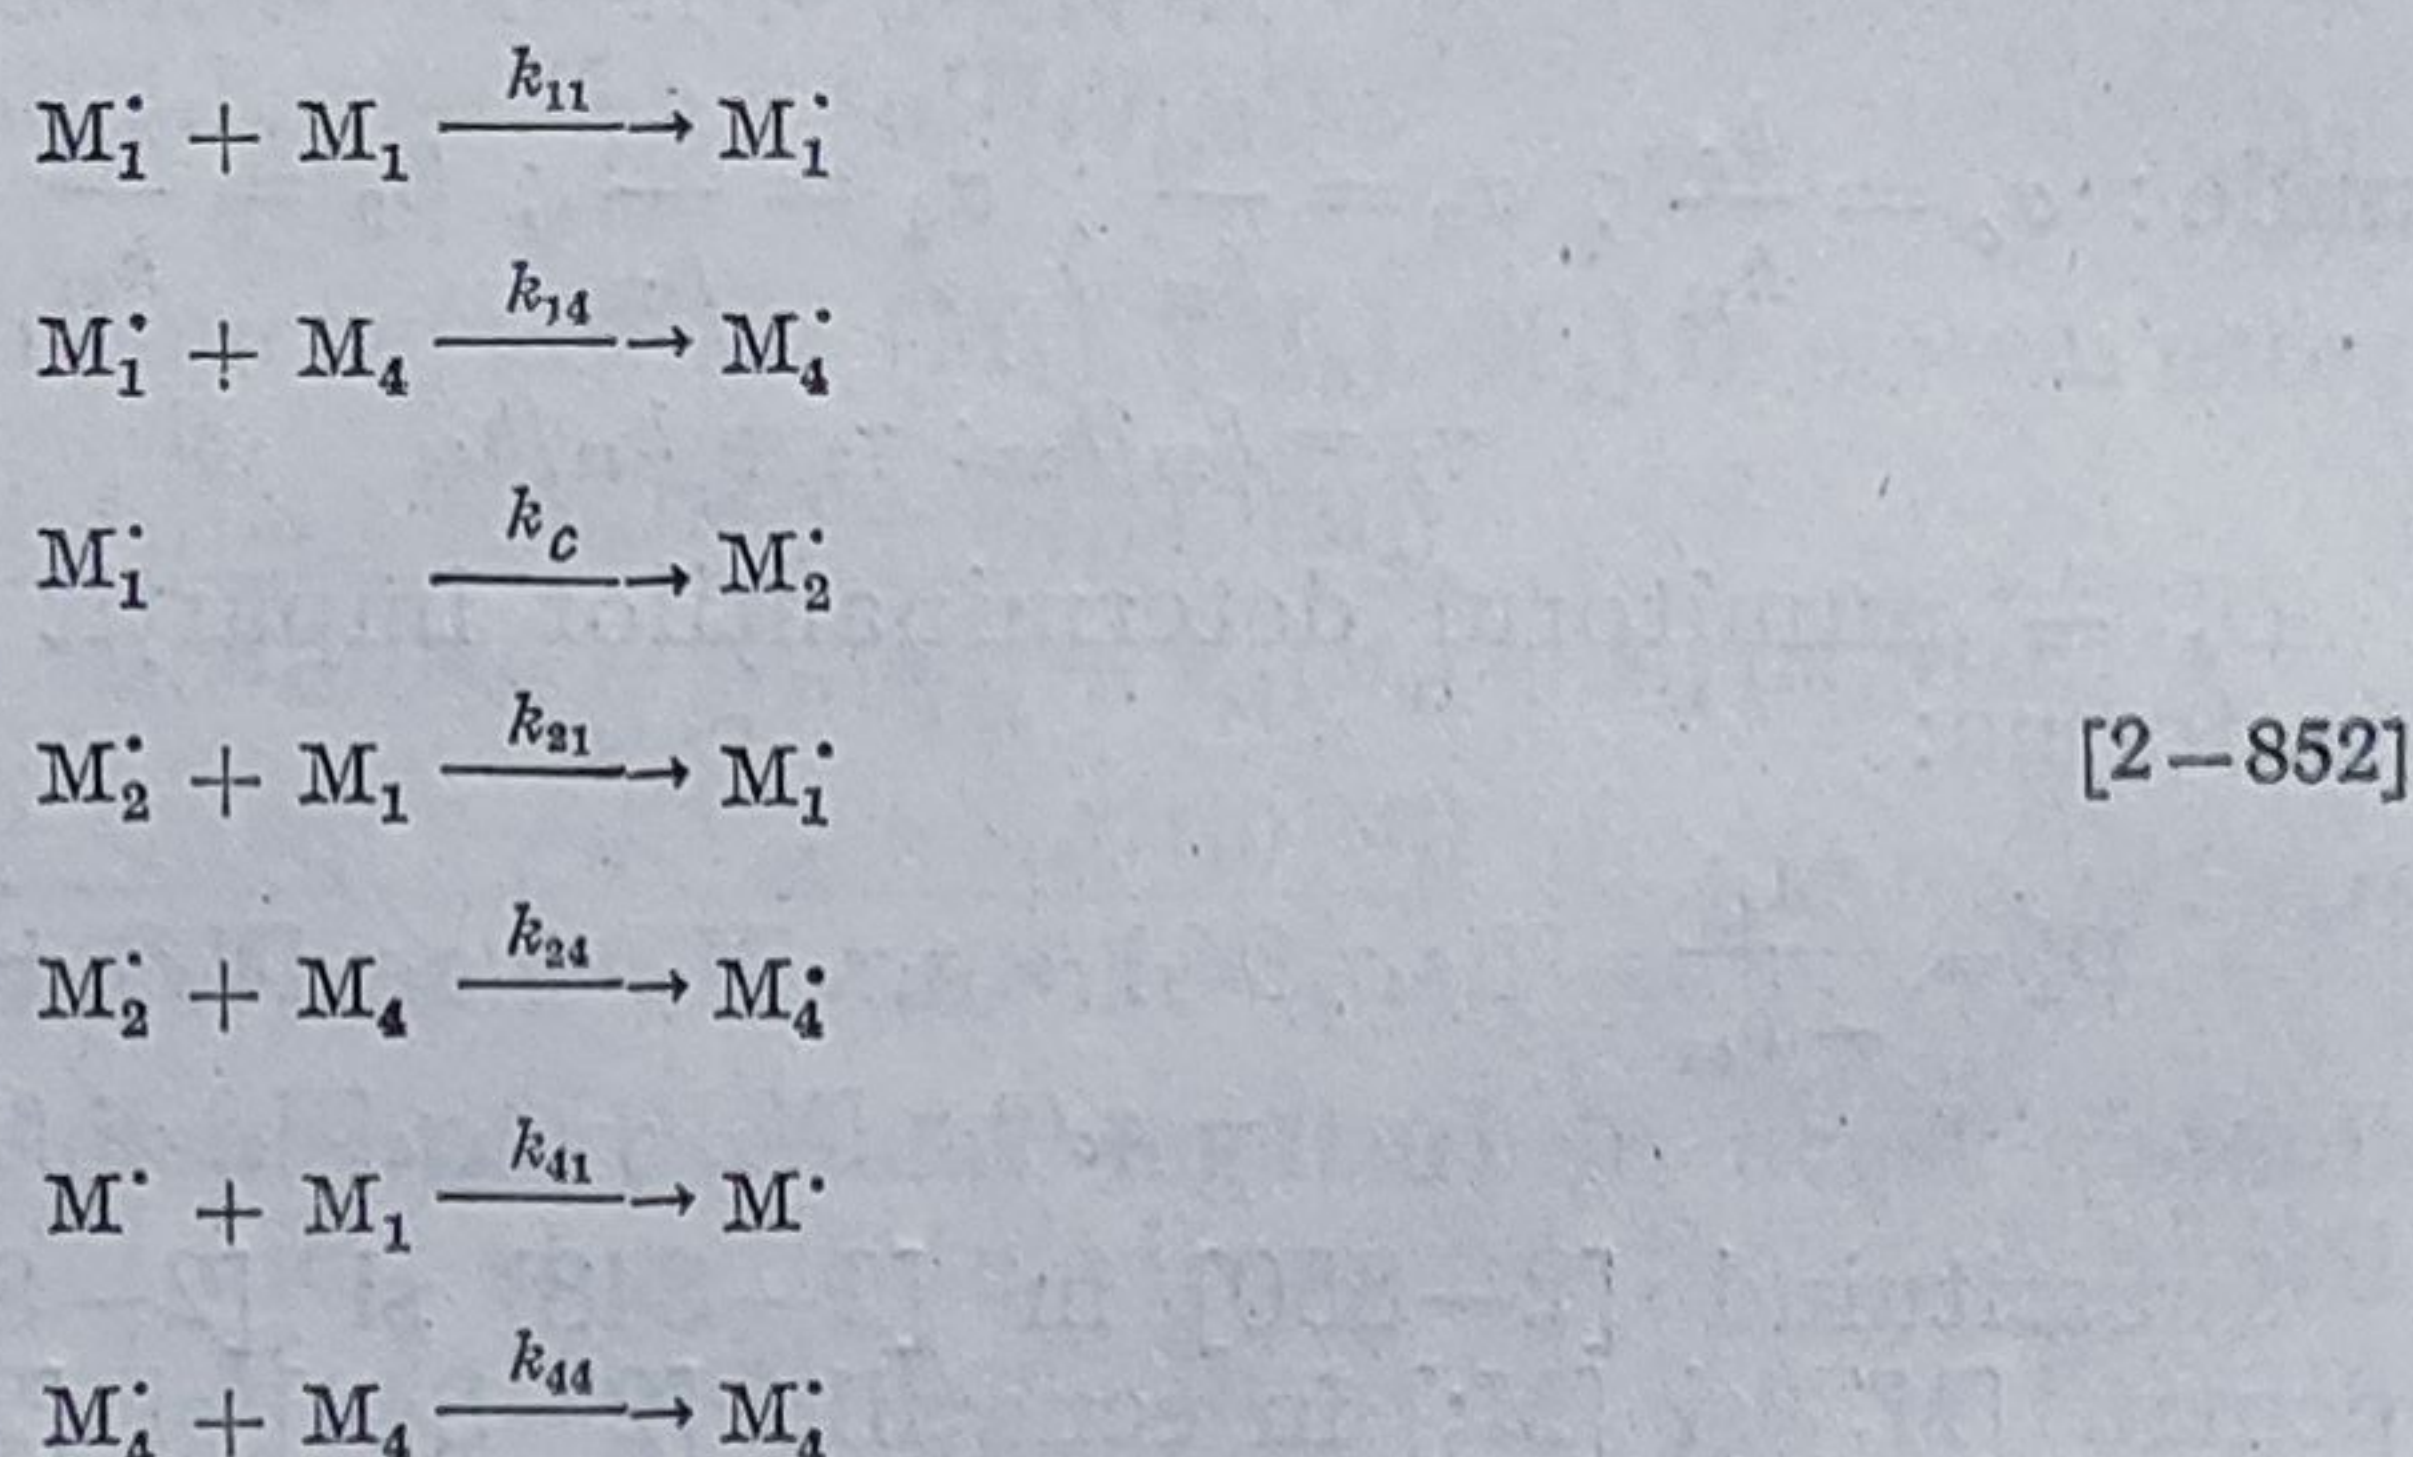 M₁˙ + M₁ —k₁₁→ M₁˙
M₁˙ + M₄ —k₁₄→ M₄˙
M₁˙ —k_C→ M₂˙
M₂˙ + M₁ —k₂₁→ M₁˙ [2—852]
M₂˙ + M₄ —k₂₄→ M₄˙
M˙ + M₁ —k₄₁→ M˙
M₄˙ + M₄ —k₄₄→ M₄˙